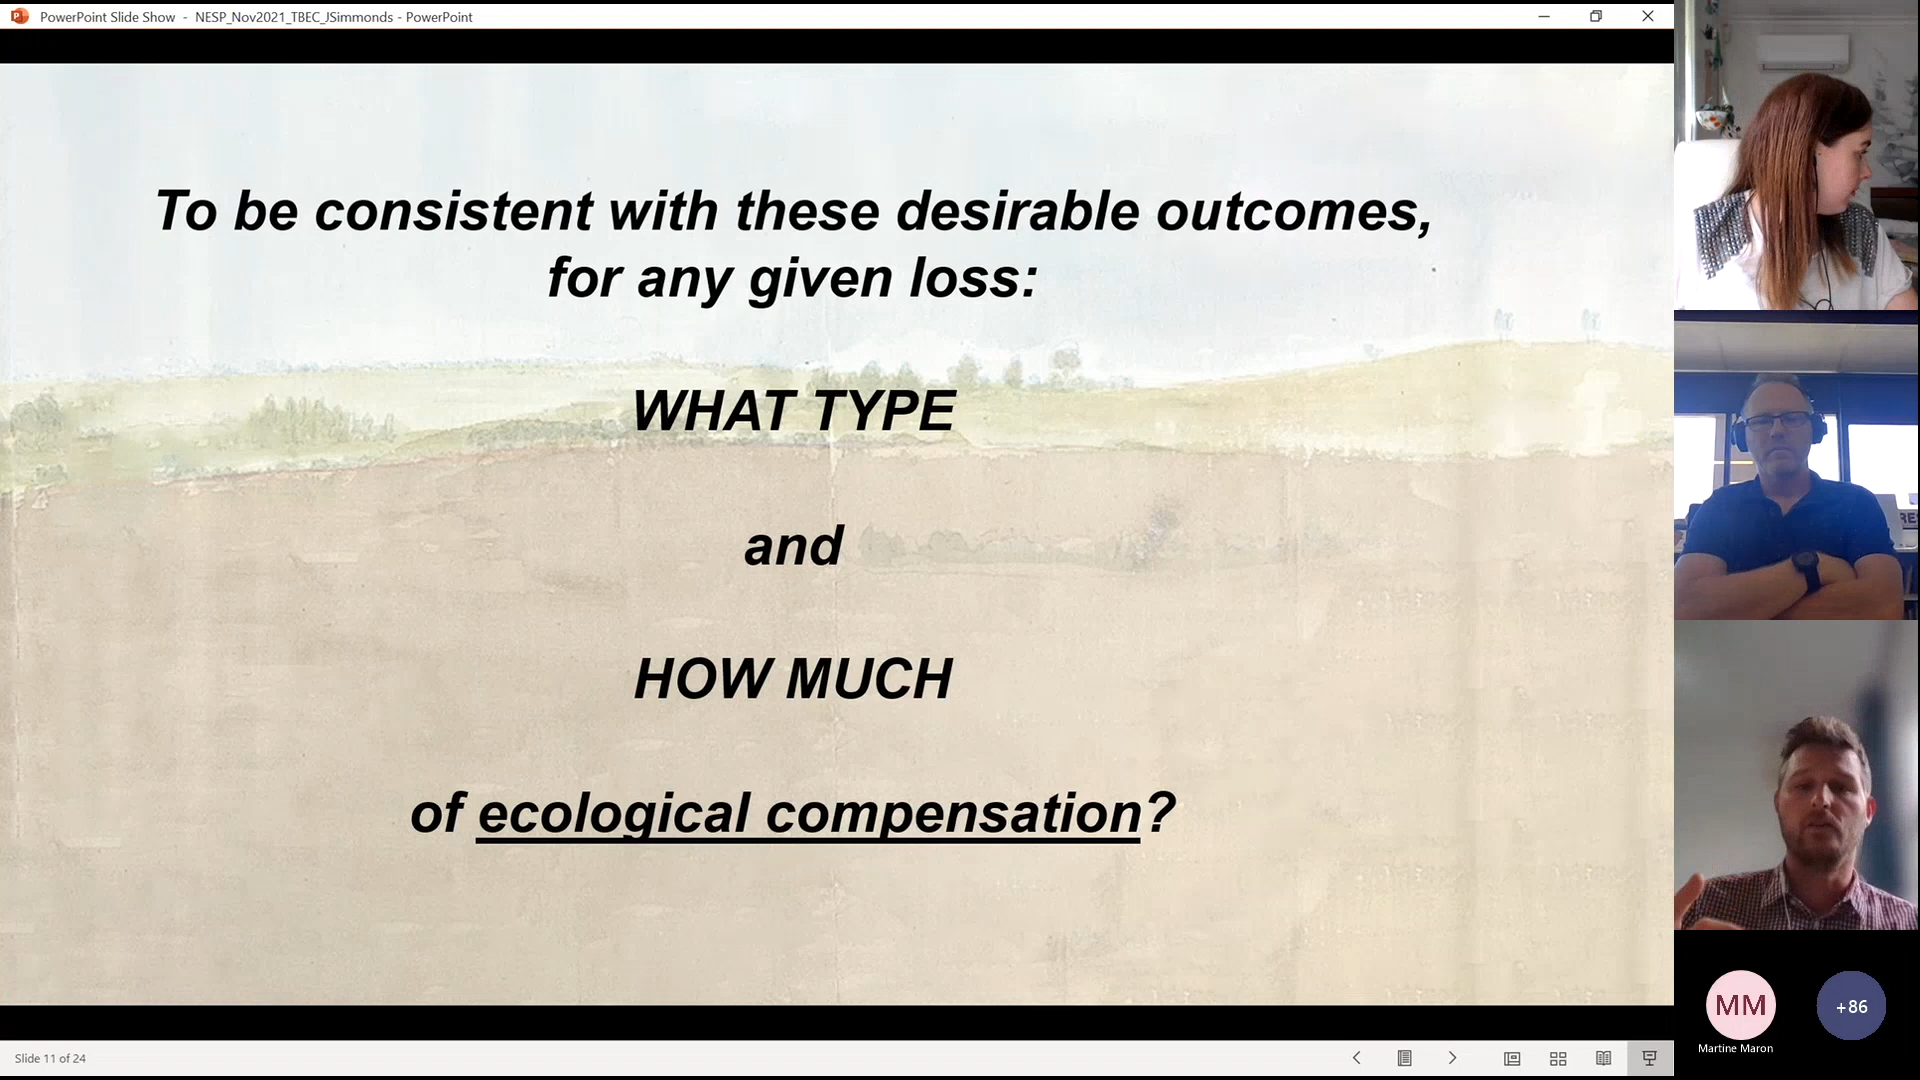 PowerPoint Slide Show - NESP_Nov2021_TBEC_JSimmonds - PowerPoint
To be consistent with these desirable outcomes,
for any given loss:
WHAT TYPE
and
HOW MUCH
of ecological compensation?
RE
MM
+86
Martine Maron
Slide 11 of 24